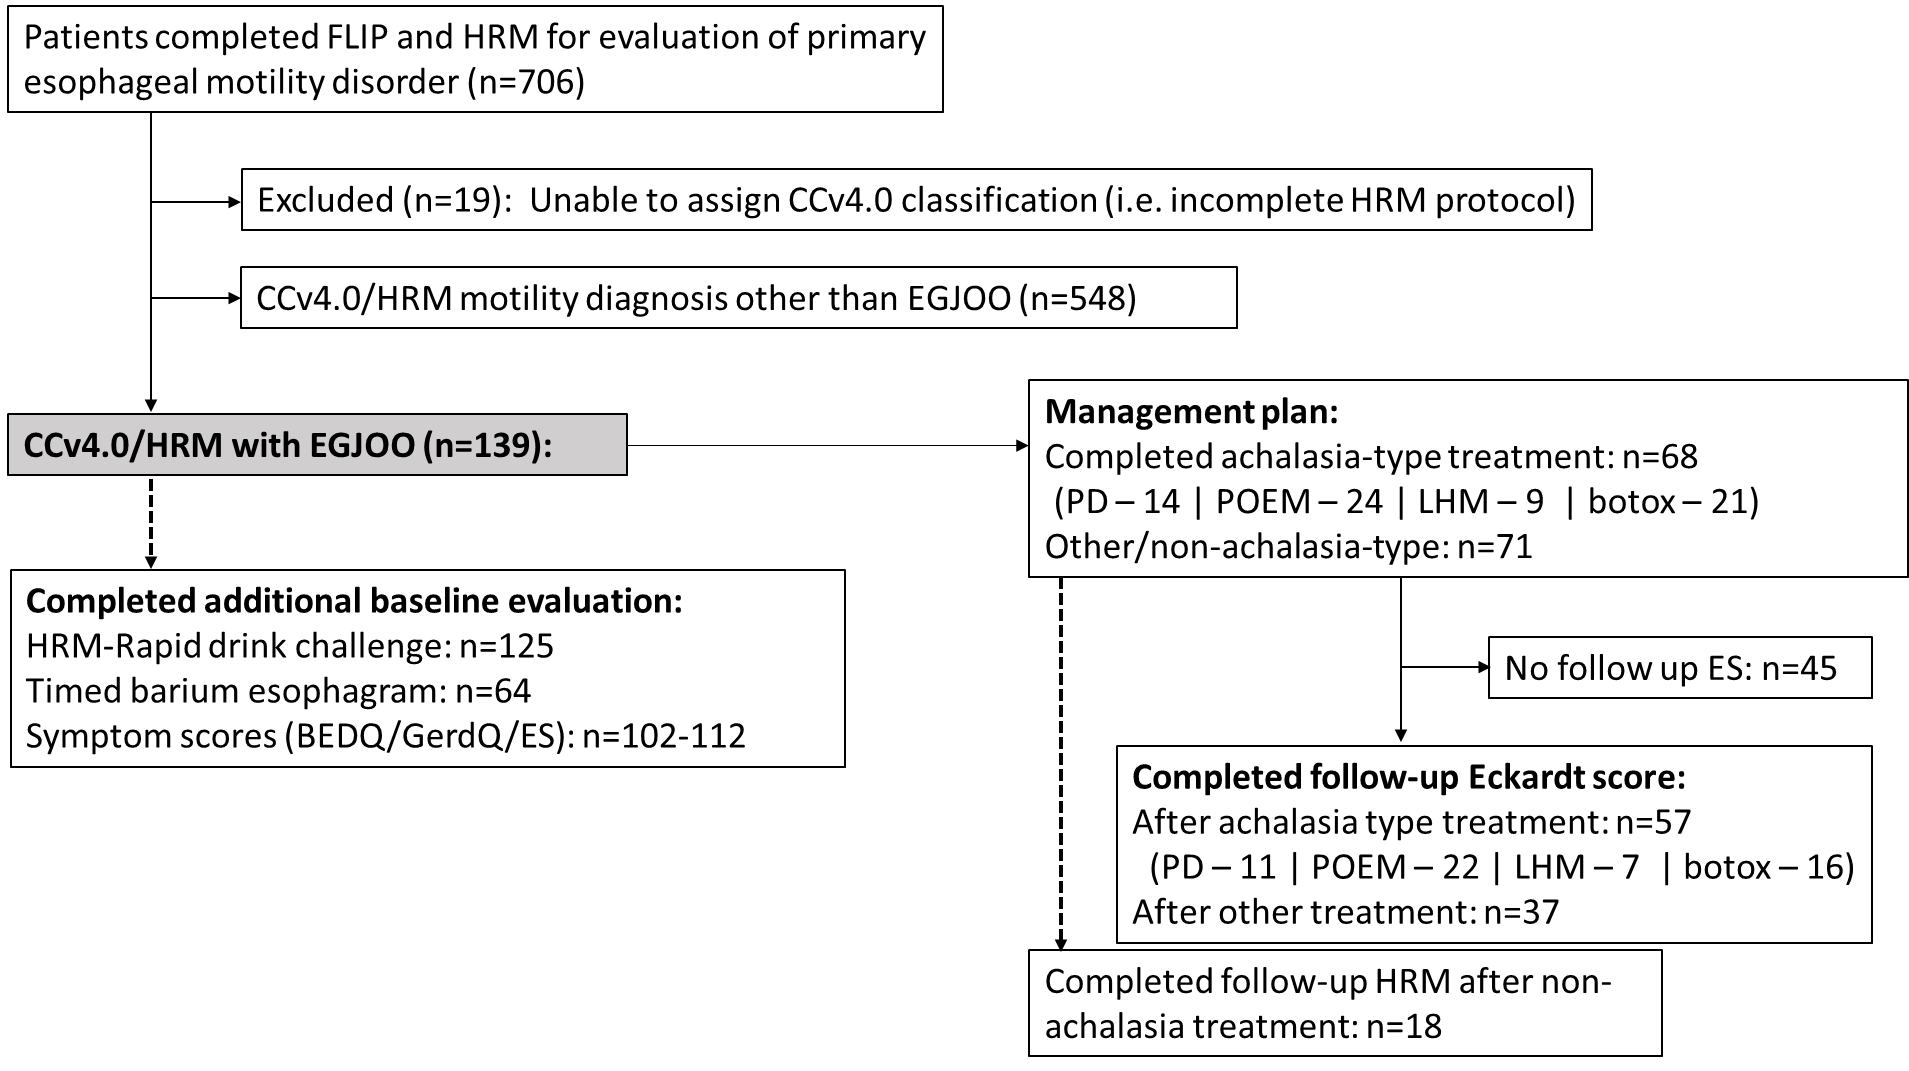 Patients completed FLIP and HRM for evaluation of primary
esophageal motility disorder (n=706)
Excluded (n=19):  Unable to assign CCv4.0 classification (i.e. incomplete HRM protocol)
CCv4.0/HRM motility diagnosis other than EGJOO (n=548)
CCv4.0/HRM with EGJOO (n=139):
Management plan:
Completed achalasia-type treatment: n=68
(PD – 14 | POEM – 24 | LHM – 9  | botox – 21)
Other/non-achalasia-type: n=71
Completed additional baseline evaluation:
HRM-Rapid drink challenge: n=125
Timed barium esophagram: n=64
Symptom scores (BEDQ/GerdQ/ES): n=102-112
No follow up ES: n=45
Completed follow-up Eckardt score:
After achalasia type treatment: n=57
(PD – 11 | POEM – 22 | LHM – 7  | botox – 16)
After other treatment: n=37
Completed follow-up HRM after non-
achalasia treatment: n=18